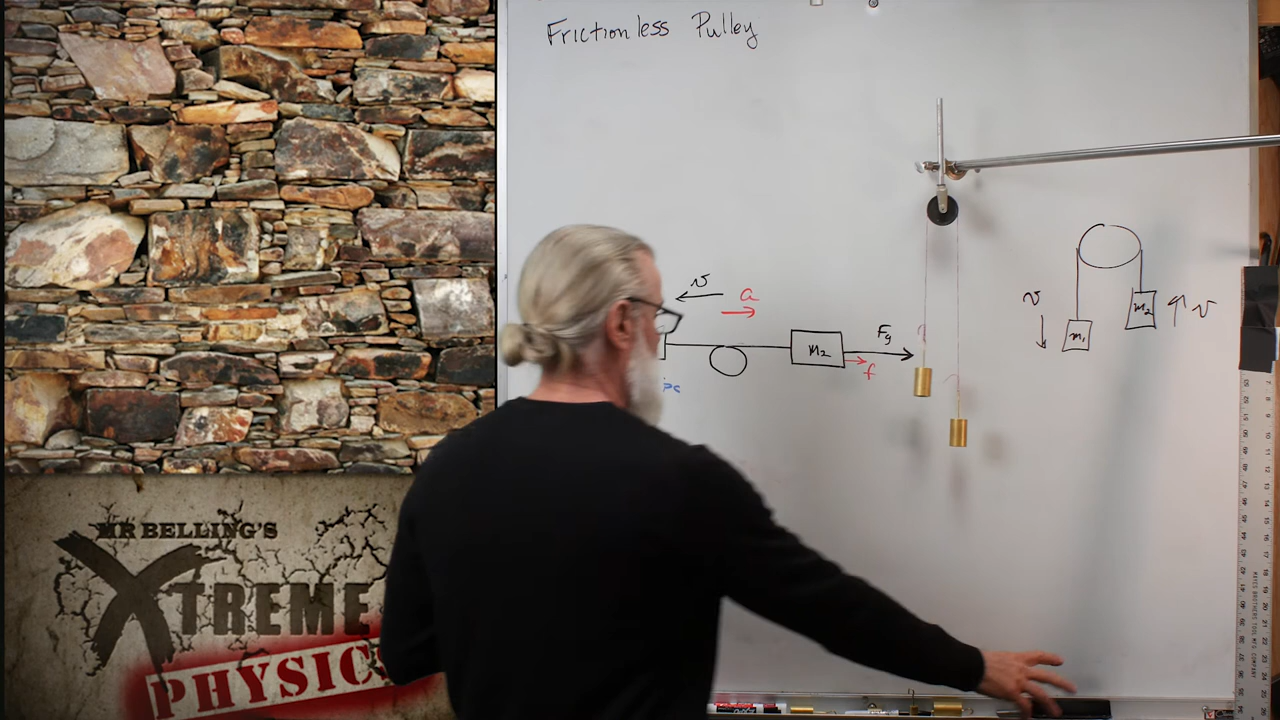 Frictionless Pulley
v
a
m2
Fg
f
v
m1
m2
v
MR BELLING'S
XTREME
PHYSICS